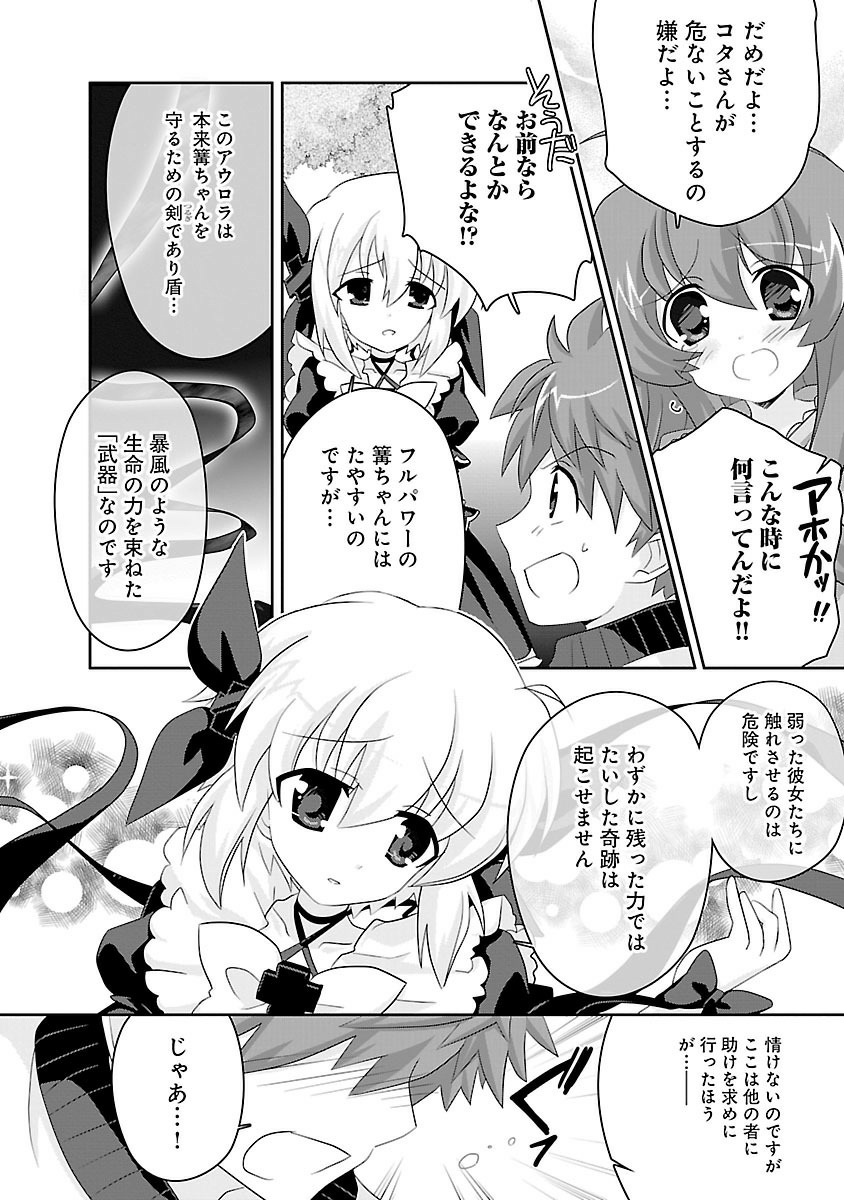 だめだよ…
コタさんが
危ないことするの
嫌だよ…
アホかッ!!
こんな時に
何言ってんだよ!!
そうだ
お前なら
なんとか
できるよな!?
フルパワーの
篝ちゃんには
たやすいの
ですが…
このアウロラは
本来篝ちゃんを
守るための剣であり盾…
つるぎ
暴風のような
生命の力を束ねた
「武器」なのです
弱った彼女たちに
触れさせるのは
危険ですし
わずかに残った力では
たいした奇跡は
起こせません
情けないのですが
ここは他の者に
助けを求めに
行ったほう
が…──
くっ
じゃあ…!